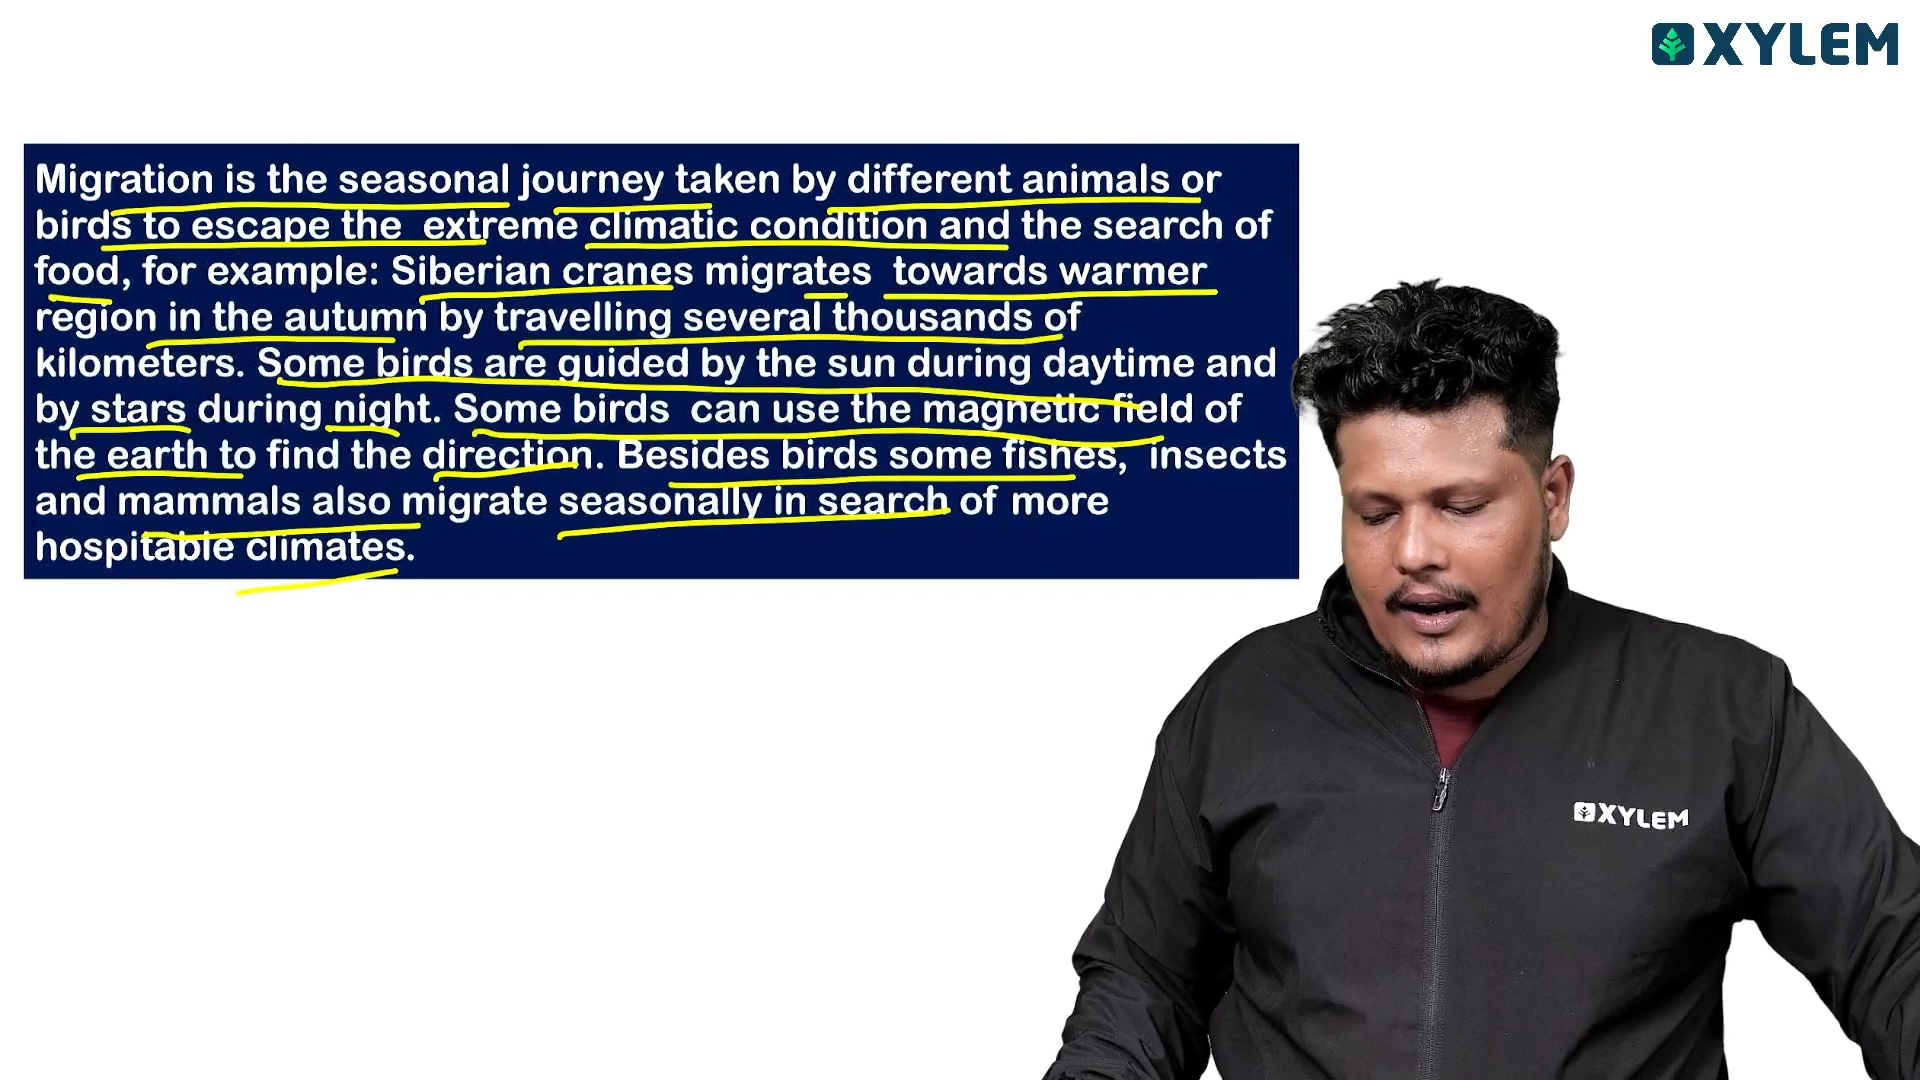 XYLEM
Migration is the seasonal journey taken by different animals or
birds to escape the extreme climatic condition and the search of
food, for example: Siberian cranes migrates towards warmer
region in the autumn by travelling several thousands of
kilometers. Some birds are guided by the sun during daytime and
by stars during night. Some birds can use the magnetic field of
the earth to find the direction. Besides birds some fishes, insects
and mammals also migrate seasonally in search of more
hospitable climates.
XYLEM